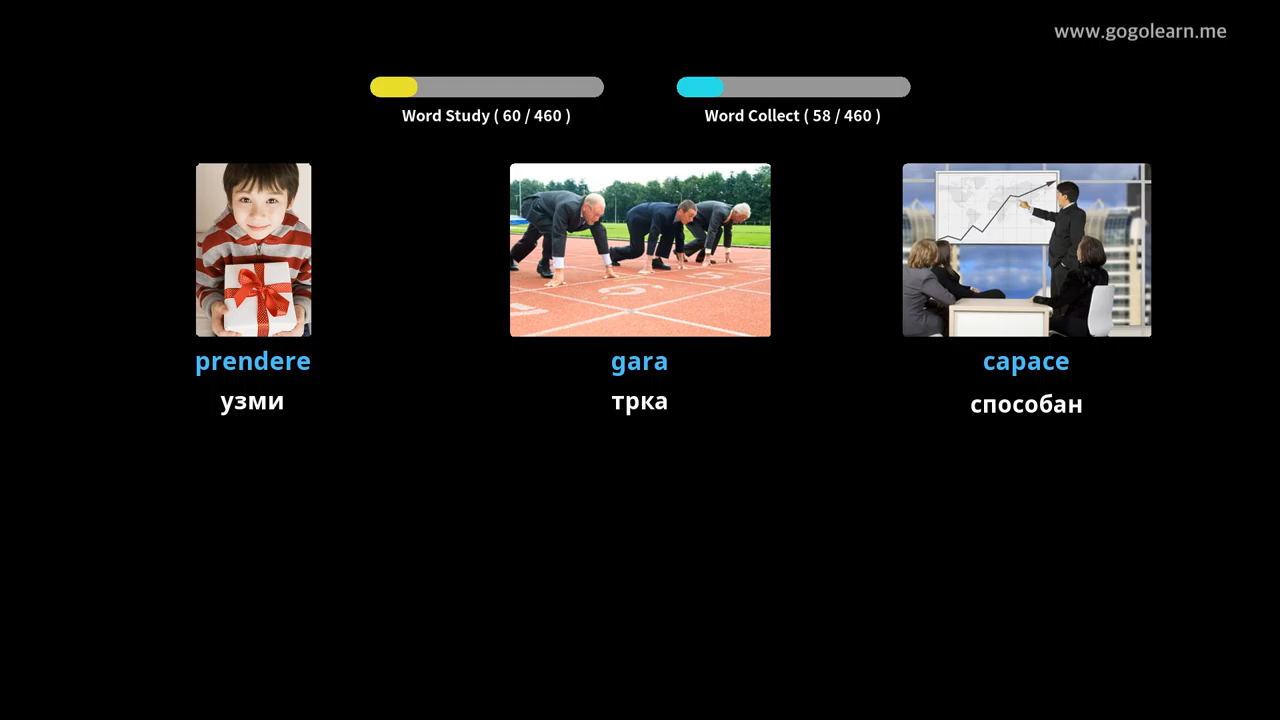 www.gogolearn.me
Word Study ( 60 / 460 )
Word Collect ( 58 / 460 )
prendere
узми
gara
трка
capace
способан